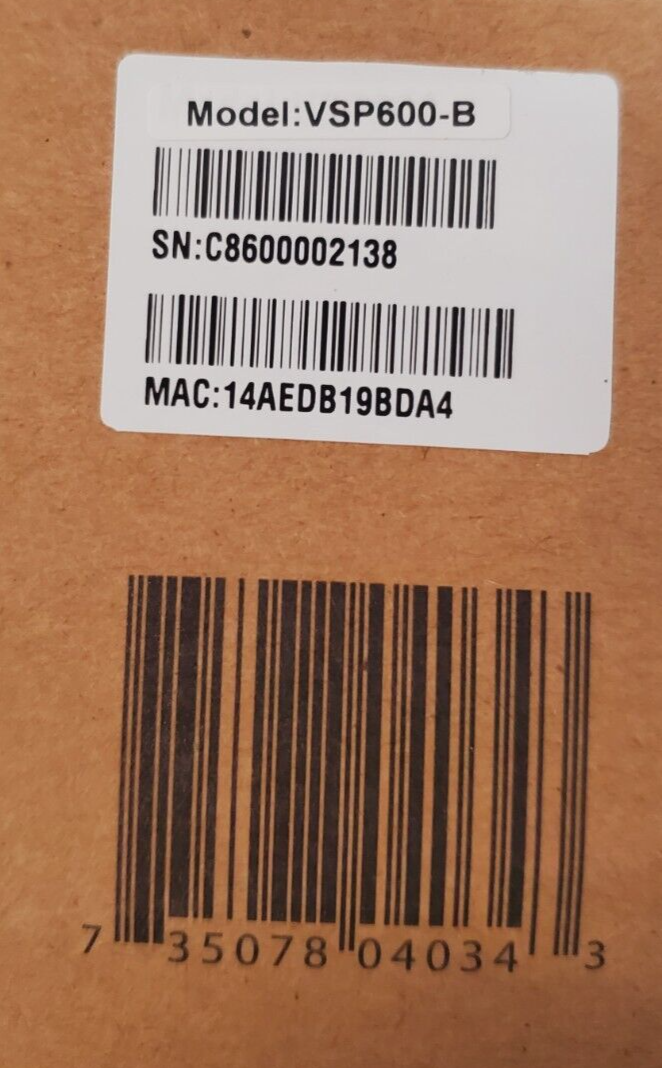 Model:VSP600-B
SN:C8600002138
MAC:14AEDB19BDA4
7 35078 04034 3